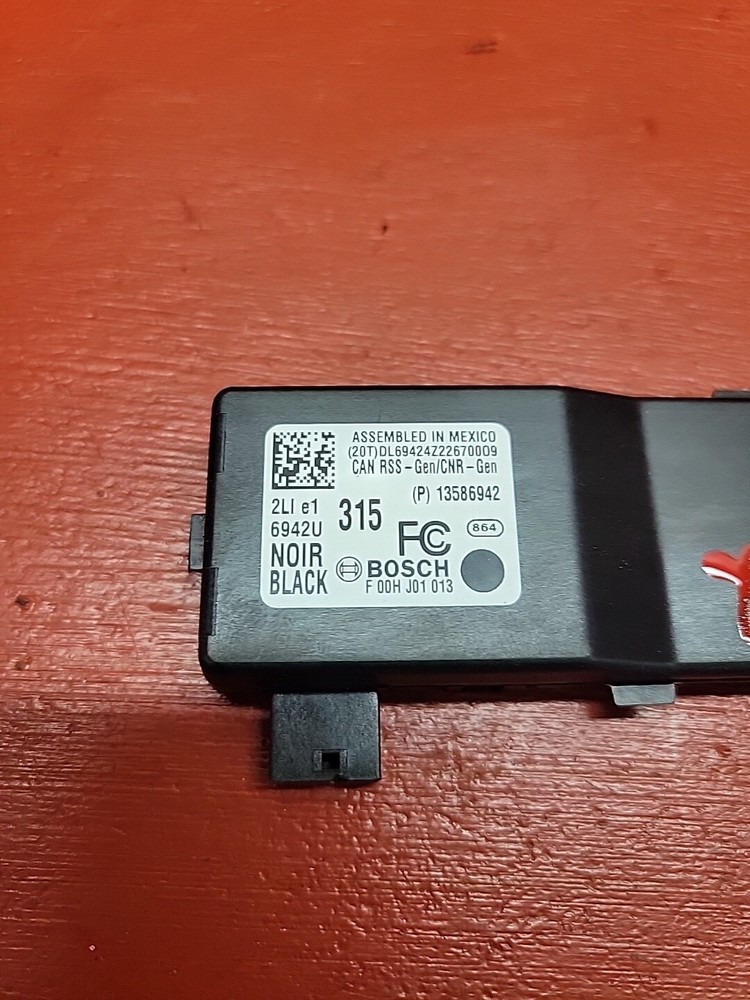 ASSEMBLED IN MEXICO
(20T)DL69424Z22670009
CAN RSS-Gen/CNR-Gen
(P) 13586942
2LI e1
6942U
315
FC
864
NOIR
BLACK
BOSCH
F 00H J01 013